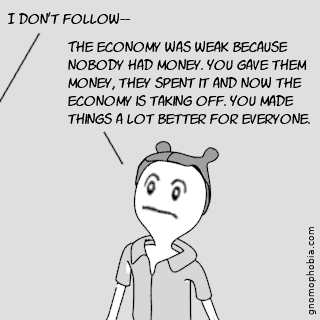 I DON'T FOLLOW--
THE ECONOMY WAS WEAK BECAUSE
NOBODY HAD MONEY. YOU GAVE THEM
MONEY, THEY SPENT IT AND NOW THE
ECONOMY IS TAKING OFF. YOU MADE
THINGS A LOT BETTER FOR EVERYONE.
gnomophobia.com